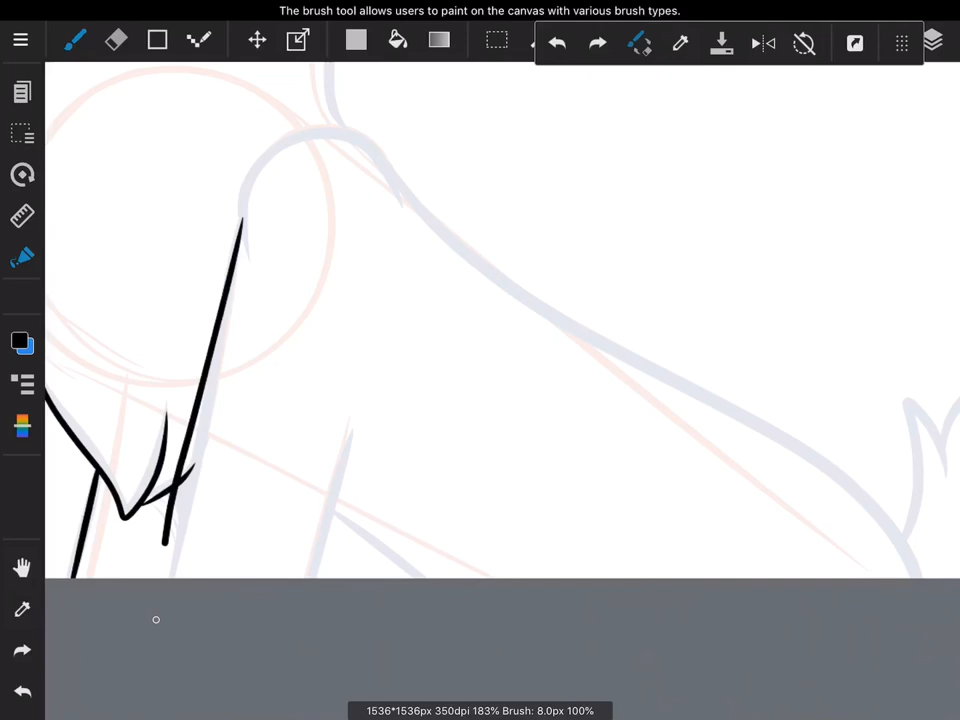 The brush tool allows users to paint on the canvas with various brush types.
1536*1536px 350dpi 183% Brush: 8.0px 100%